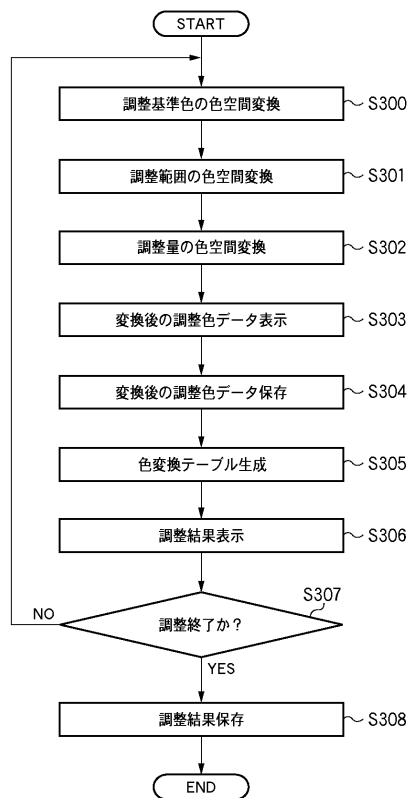 START
調整基準色の色空間変換
S300
調整範囲の色空間変換
S301
調整量の色空間変換
S302
変換後の調整色データ表示
S303
変換後の調整色データ保存
S304
色変換テーブル生成
S305
調整結果表示
S306
S307
調整終了か？
NO
YES
調整結果保存
S308
END